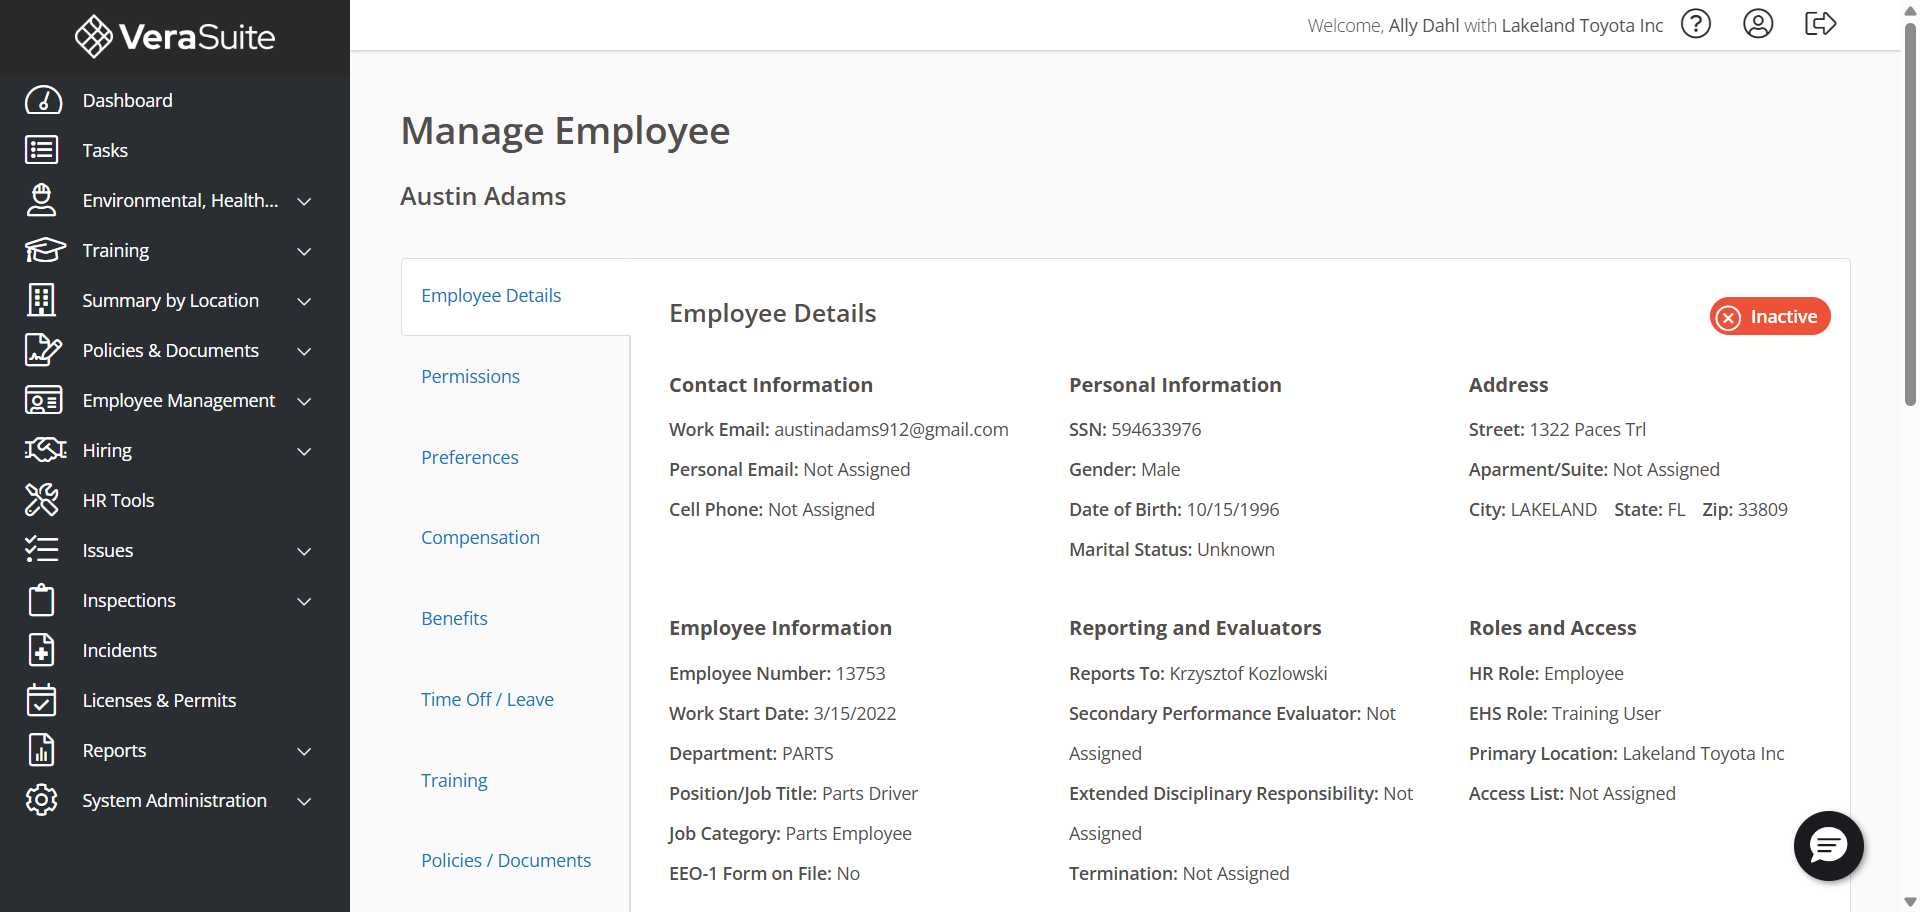 VeraSuite
Welcome, Ally Dahl with Lakeland Toyota Inc
Dashboard
Tasks
Environmental, Health...
Training
Summary by Location
Policies & Documents
Employee Management
Hiring
HR Tools
Issues
Inspections
Incidents
Licenses & Permits
Reports
System Administration
Manage Employee
Austin Adams
Employee Details
Permissions
Preferences
Compensation
Benefits
Time Off / Leave
Training
Policies / Documents
Employee Details
Inactive
Contact Information
Work Email: austinadams912@gmail.com
Personal Email: Not Assigned
Cell Phone: Not Assigned
Personal Information
SSN: 594633976
Gender: Male
Date of Birth: 10/15/1996
Marital Status: Unknown
Address
Street: 1322 Paces Trl
Aparment/Suite: Not Assigned
City: LAKELAND State: FL Zip: 33809
Employee Information
Employee Number: 13753
Work Start Date: 3/15/2022
Department: PARTS
Position/Job Title: Parts Driver
Job Category: Parts Employee
EEO-1 Form on File: No
Reporting and Evaluators
Reports To: Krzysztof Kozlowski
Secondary Performance Evaluator: Not
Assigned
Extended Disciplinary Responsibility: Not
Assigned
Termination: Not Assigned
Roles and Access
HR Role: Employee
EHS Role: Training User
Primary Location: Lakeland Toyota Inc
Access List: Not Assigned